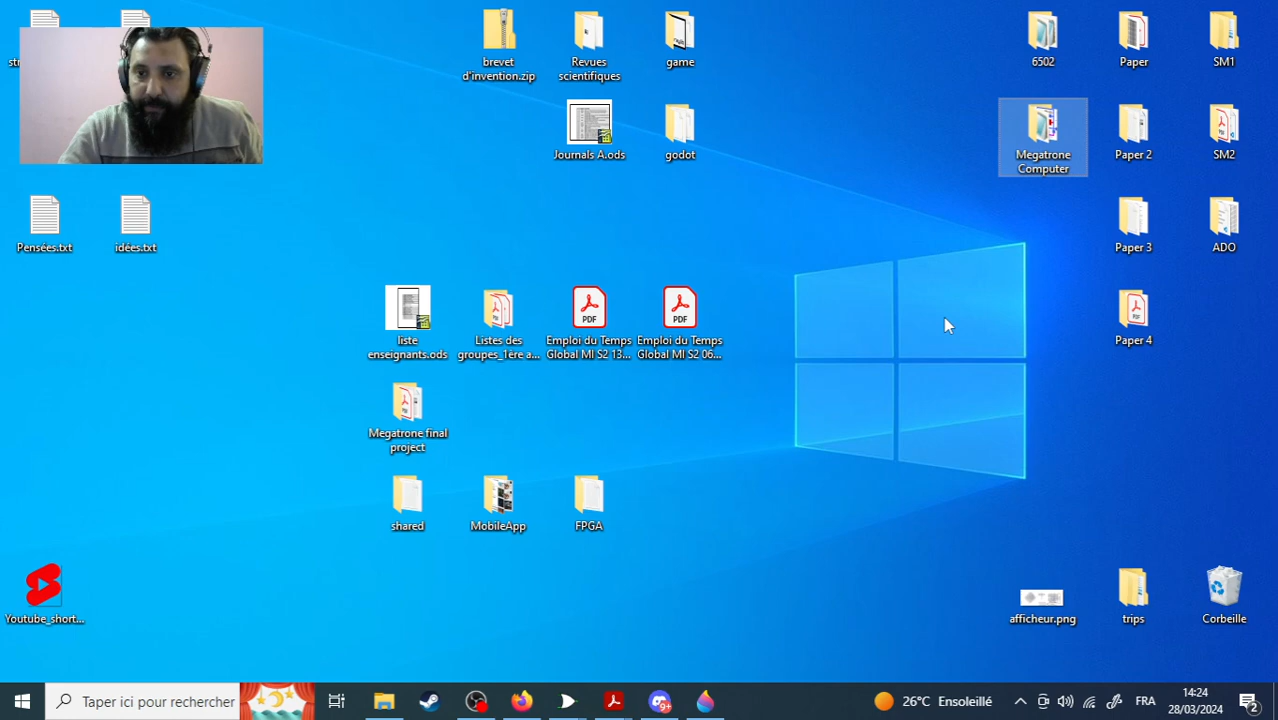 brevet
d'invention.zip
Revues
scientifiques
game
6502
Paper
SM1
Journals A.ods
godot
Megatrone
Computer
Paper 2
SM2
Pensées.txt
idées.txt
Paper 3
ADO
liste
enseignants.ods
Listes des
groupes_1ère a...
PDF
Emploi du Temps
Global MI S2 13...
PDF
Emploi du Temps
Global MI S2 06...
Paper 4
Megatrone final
project
shared
MobileApp
FPGA
Youtube_short...
afficheur.png
trips
Corbeille
Taper ici pour rechercher
9+
26°C Ensoleillé
FRA
14:24
28/03/2024
2